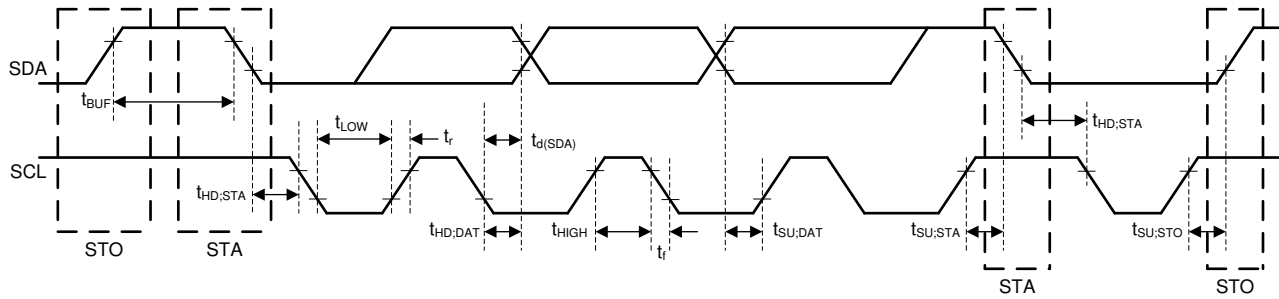 SDA
tBUF
tLOW
tr
td(SDA)
tHD;STA
SCL
tHD;STA
tHD;DAT
tHIGH
tf
tSU;DAT
tSU;STA
tSU;STO
STO
STA
STA
STO